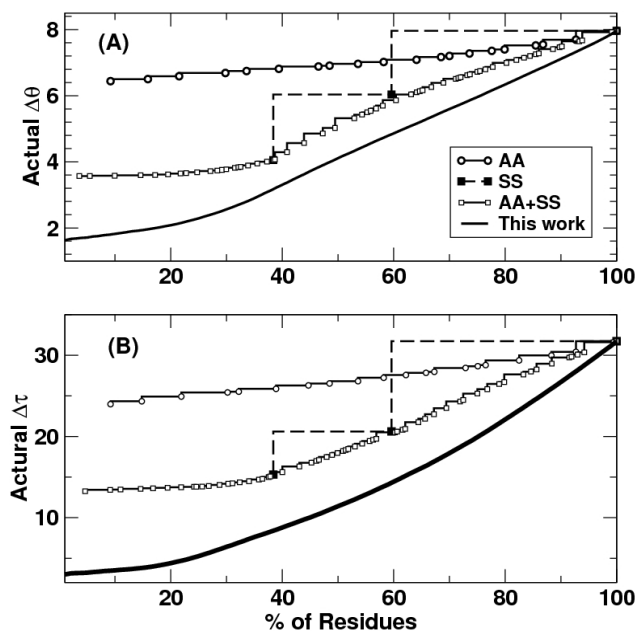 (A)
Actual Δθ
8
6
4
2
AA
SS
AA+SS
This work
20 40 60 80 100
(B)
Actural Δτ
30
20
10
20 40 60 80 100
% of Residues